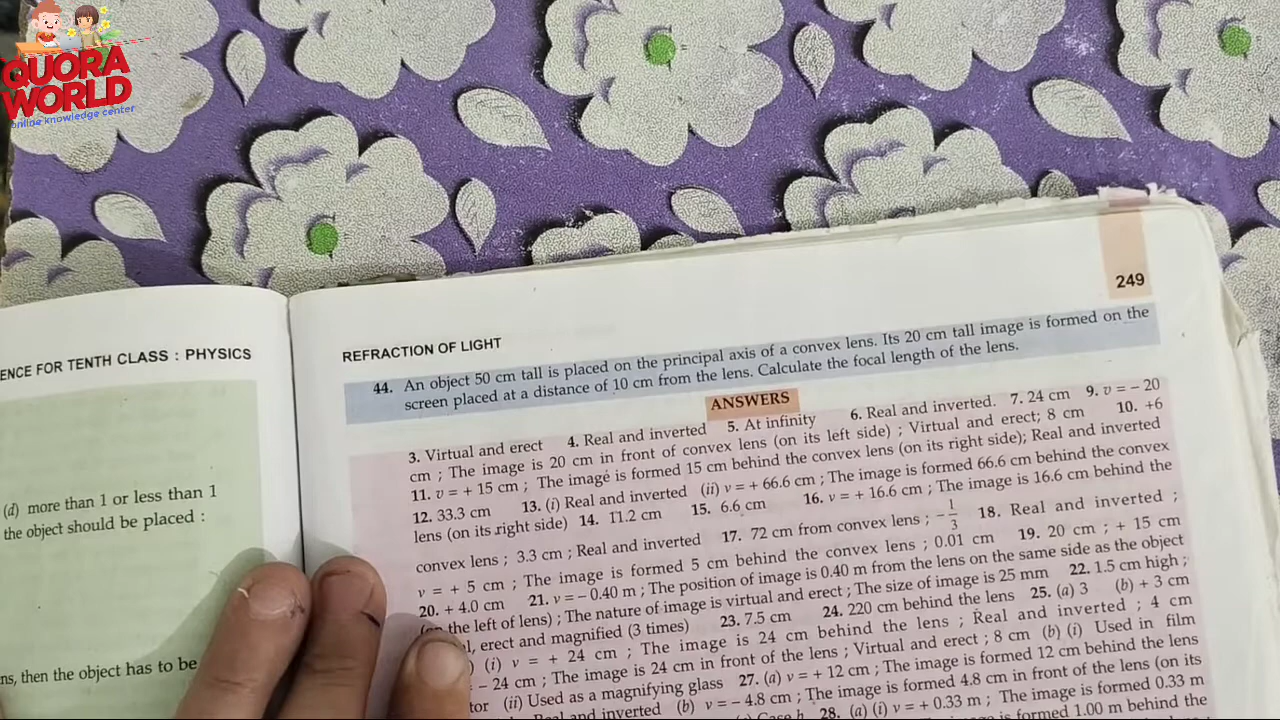 QUORA
WORLD
online knowledge center
ENCE FOR TENTH CLASS : PHYSICS
(d) more than 1 or less than 1
the object should be placed :
ns, then the object has to be
249
REFRACTION OF LIGHT
44. An object 50 cm tall is placed on the principal axis of a convex lens. Its 20 cm tall image is formed on the
screen placed at a distance of 10 cm from the lens. Calculate the focal length of the lens.
ANSWERS
3. Virtual and erect 4. Real and inverted 5. At infinity 6. Real and inverted. 7. 24 cm 9. v = – 20
cm ; The image is 20 cm in front of convex lens (on its left side) ; Virtual and erect; 8 cm 10. +6
11. v = + 15 cm ; The image is formed 15 cm behind the convex lens (on its right side); Real and inverted
12. 33.3 cm 13. (i) Real and inverted (ii) v = + 66.6 cm ; The image is formed 66.6 cm behind the convex
lens (on its right side) 14. 11.2 cm 15. 6.6 cm 16. v = + 16.6 cm ; The image is 16.6 cm behind the
convex lens ; 3.3 cm ; Real and inverted 17. 72 cm from convex lens ; – 1/3 18. Real and inverted ;
v = + 5 cm ; The image is formed 5 cm behind the convex lens ; 0.01 cm 19. 20 cm ; + 15 cm
20. + 4.0 cm 21. v = – 0.40 m ; The position of image is 0.40 m from the lens on the same side as the object
the left of lens) ; The nature of image is virtual and erect ; The size of image is 25 mm 22. 1.5 cm high ;
erect and magnified (3 times) 23. 7.5 cm 24. 220 cm behind the lens 25. (a) 3 (b) + 3 cm
(i) v = + 24 cm ; The image is 24 cm behind the lens ; Real and inverted ; 4 cm
– 24 cm ; The image is 24 cm in front of the lens ; Virtual and erect ; 8 cm (b) (i) Used in film
tor (ii) Used as a magnifying glass 27. (a) v = + 12 cm ; The image is formed 12 cm behind the lens
Real and inverted (b) v = – 4.8 cm ; The image is formed 4.8 cm in front of the lens (on its
28. (a) (i) v = + 0.33 m ; The image is formed 0.33 m
is formed 1.00 m behind the